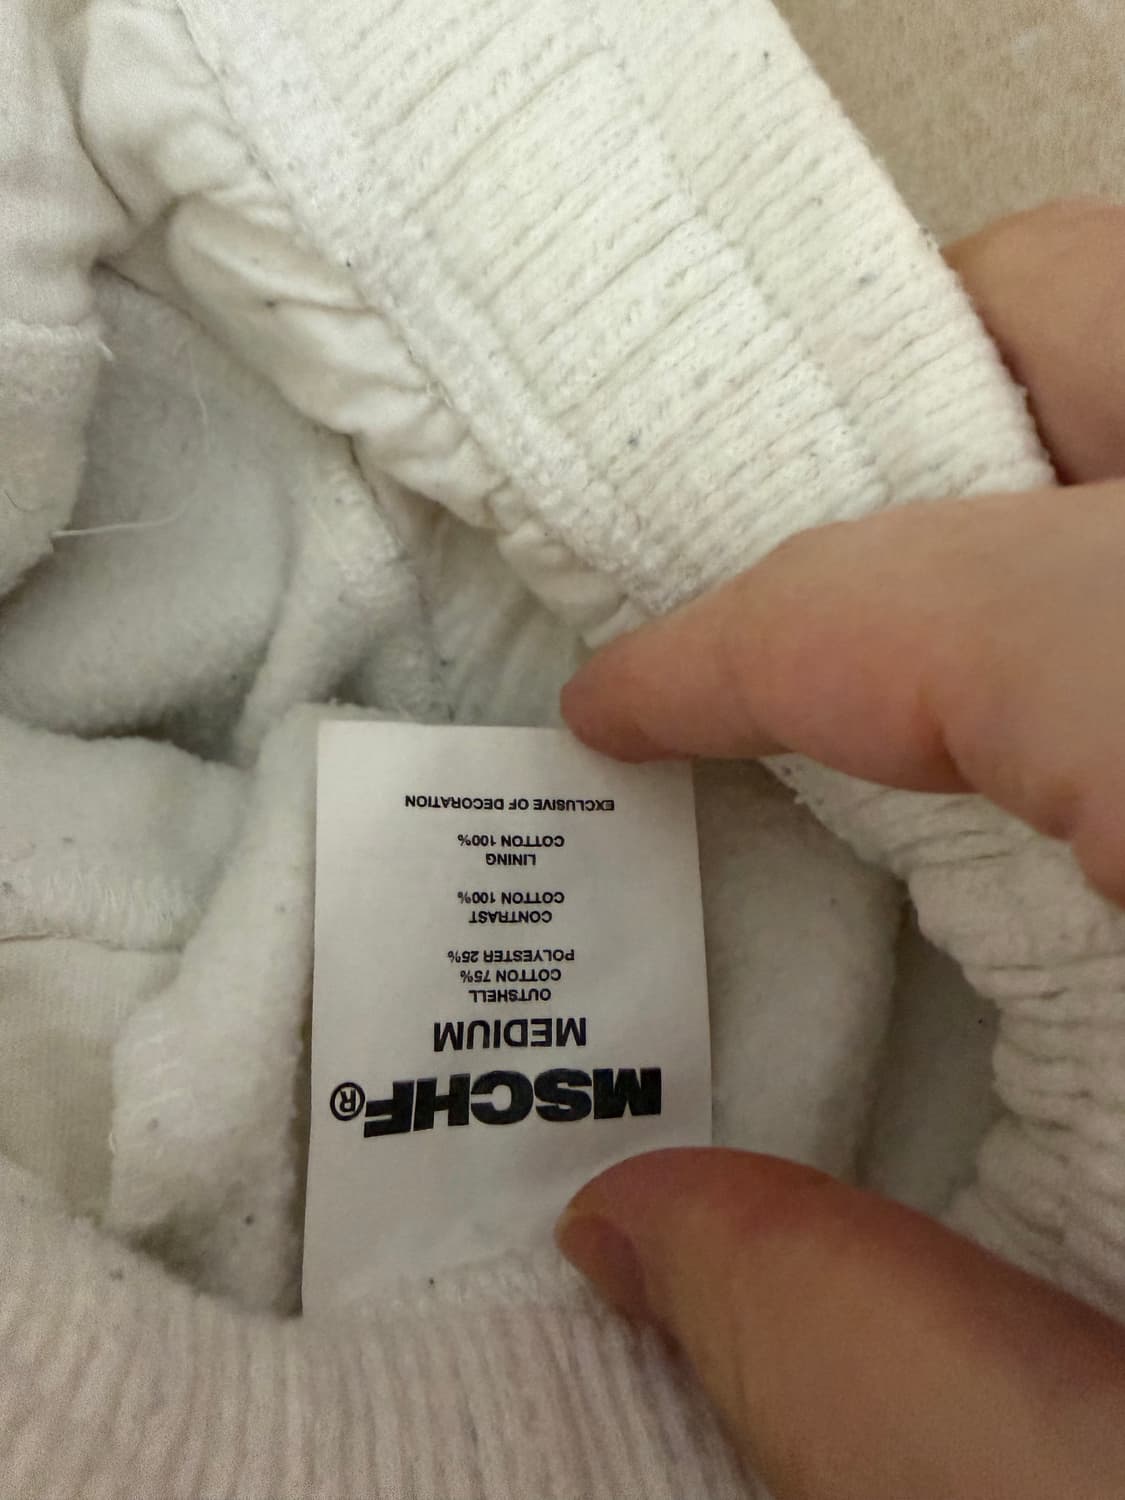 MSCHF®
MEDIUM
OUTSHELL
COTTON 75%
POLYESTER 25%
CONTRAST
COTTON 100%
LINING
COTTON 100%
EXCLUSIVE OF DECORATION